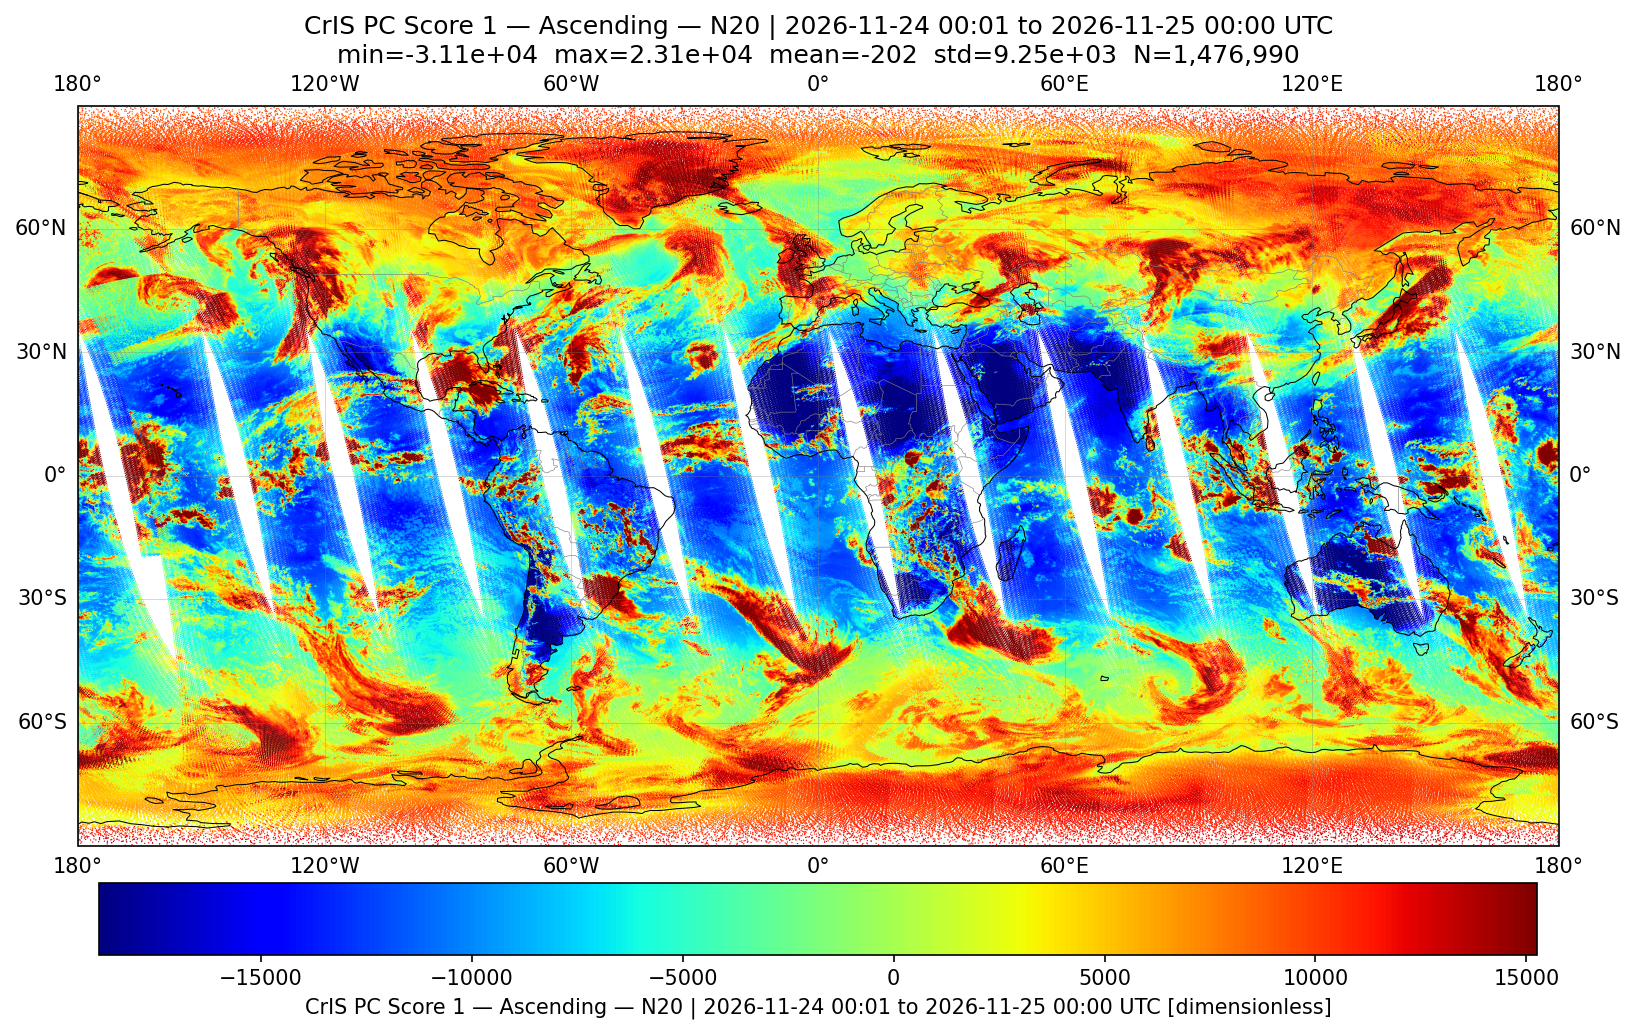 CrIS PC Score 1 — Ascending — N20 | 2026-11-24 00:01 to 2026-11-25 00:00 UTC
min=-3.11e+04 max=2.31e+04 mean=-202 std=9.25e+03 N=1,476,990
180° 120°W 60°W 0° 60°E 120°E 180°
60°N 60°N
30°N 30°N
0° 0°
30°S 30°S
60°S 60°S
180° 120°W 60°W 0° 60°E 120°E 180°
−15000 −10000 −5000 0 5000 10000 15000
CrIS PC Score 1 — Ascending — N20 | 2026-11-24 00:01 to 2026-11-25 00:00 UTC [dimensionless]